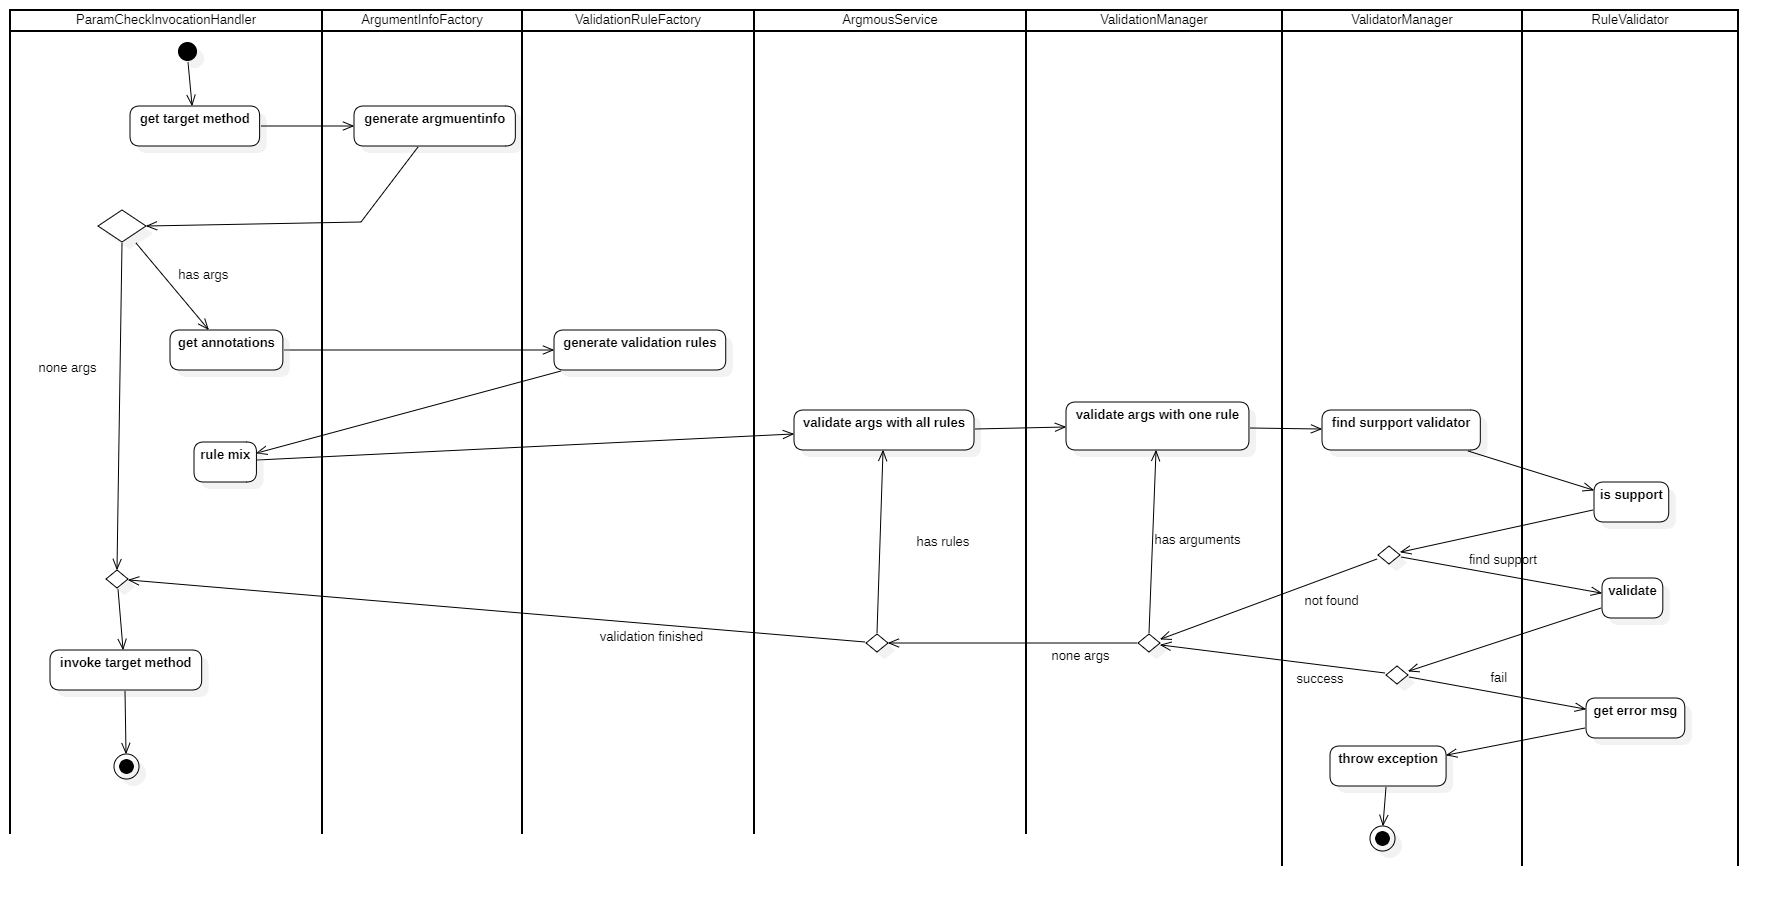 ParamCheckInvocationHandler
ArgumentInfoFactory
ValidationRuleFactory
ArgmousService
ValidationManager
ValidatorManager
RuleValidator
get target method
generate argmuentinfo
has args
get annotations
generate validation rules
none args
validate args with all rules
validate args with one rule
find surpport validator
rule mix
is support
has rules
has arguments
find support
validate
not found
validation finished
none args
invoke target method
success
fail
get error msg
throw exception